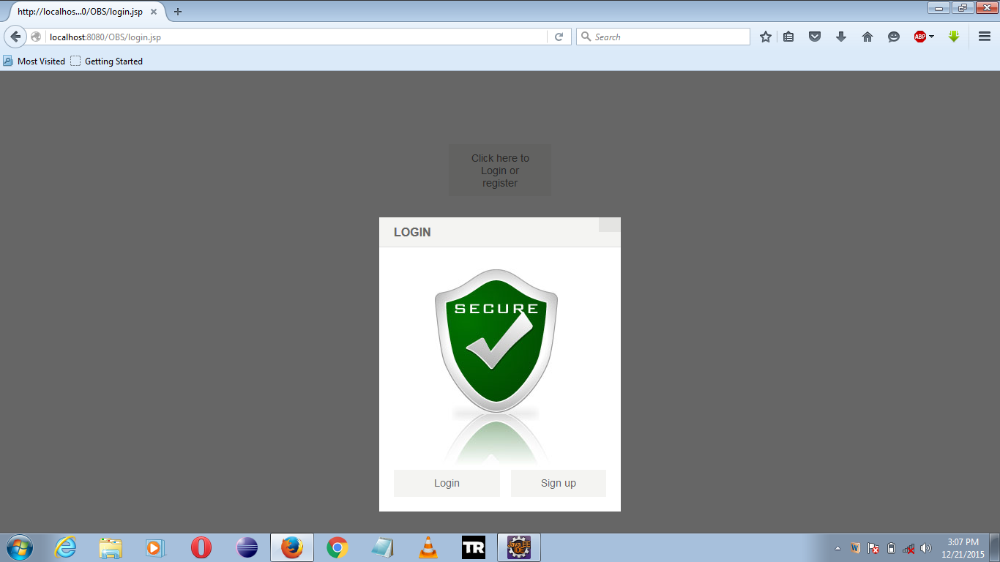 http://localhos...0/OBS/login.jsp
localhost:8080/OBS/login.jsp
Search
ABP
Most Visited
Getting Started
Click here to
Login or
register
LOGIN
SECURE
Login
Sign up
TR
Java EE
IDE
W
3:07 PM
12/21/2015